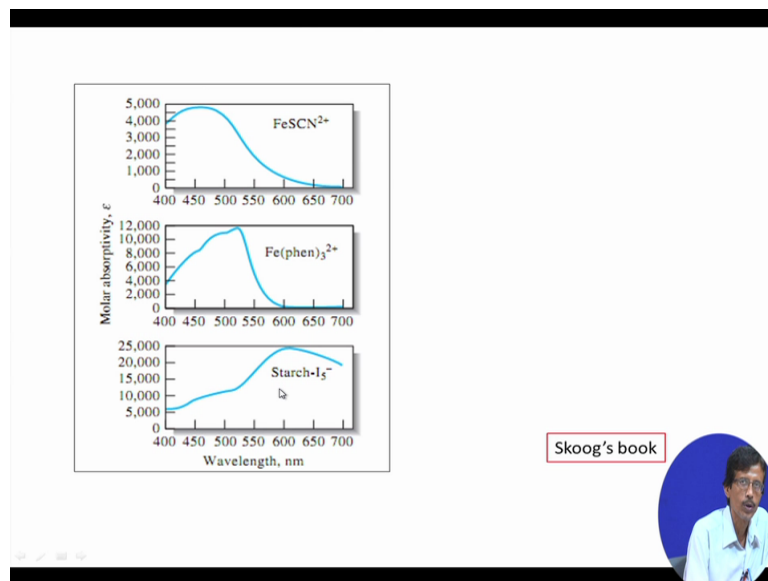 Molar absorptivity, ε
5,000
4,000
3,000
2,000
1,000
0
FeSCN²⁺
400 450 500 550 600 650 700
12,000
10,000
8,000
6,000
4,000
2,000
0
Fe(phen)₃²⁺
400 450 500 550 600 650 700
25,000
20,000
15,000
10,000
5,000
0
Starch-I₅⁻
400 450 500 550 600 650 700
Wavelength, nm
Skoog's book